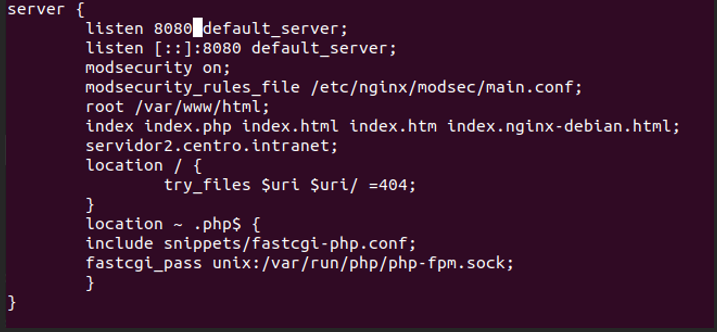 server {
        listen 8080 default_server;
        listen [::]:8080 default_server;
        modsecurity on;
        modsecurity_rules_file /etc/nginx/modsec/main.conf;
        root /var/www/html;
        index index.php index.html index.htm index.nginx-debian.html;
        servidor2.centro.intranet;
        location / {
                try_files $uri $uri/ =404;
        }
        location ~ .php$ {
        include snippets/fastcgi-php.conf;
        fastcgi_pass unix:/var/run/php/php-fpm.sock;
        }
}